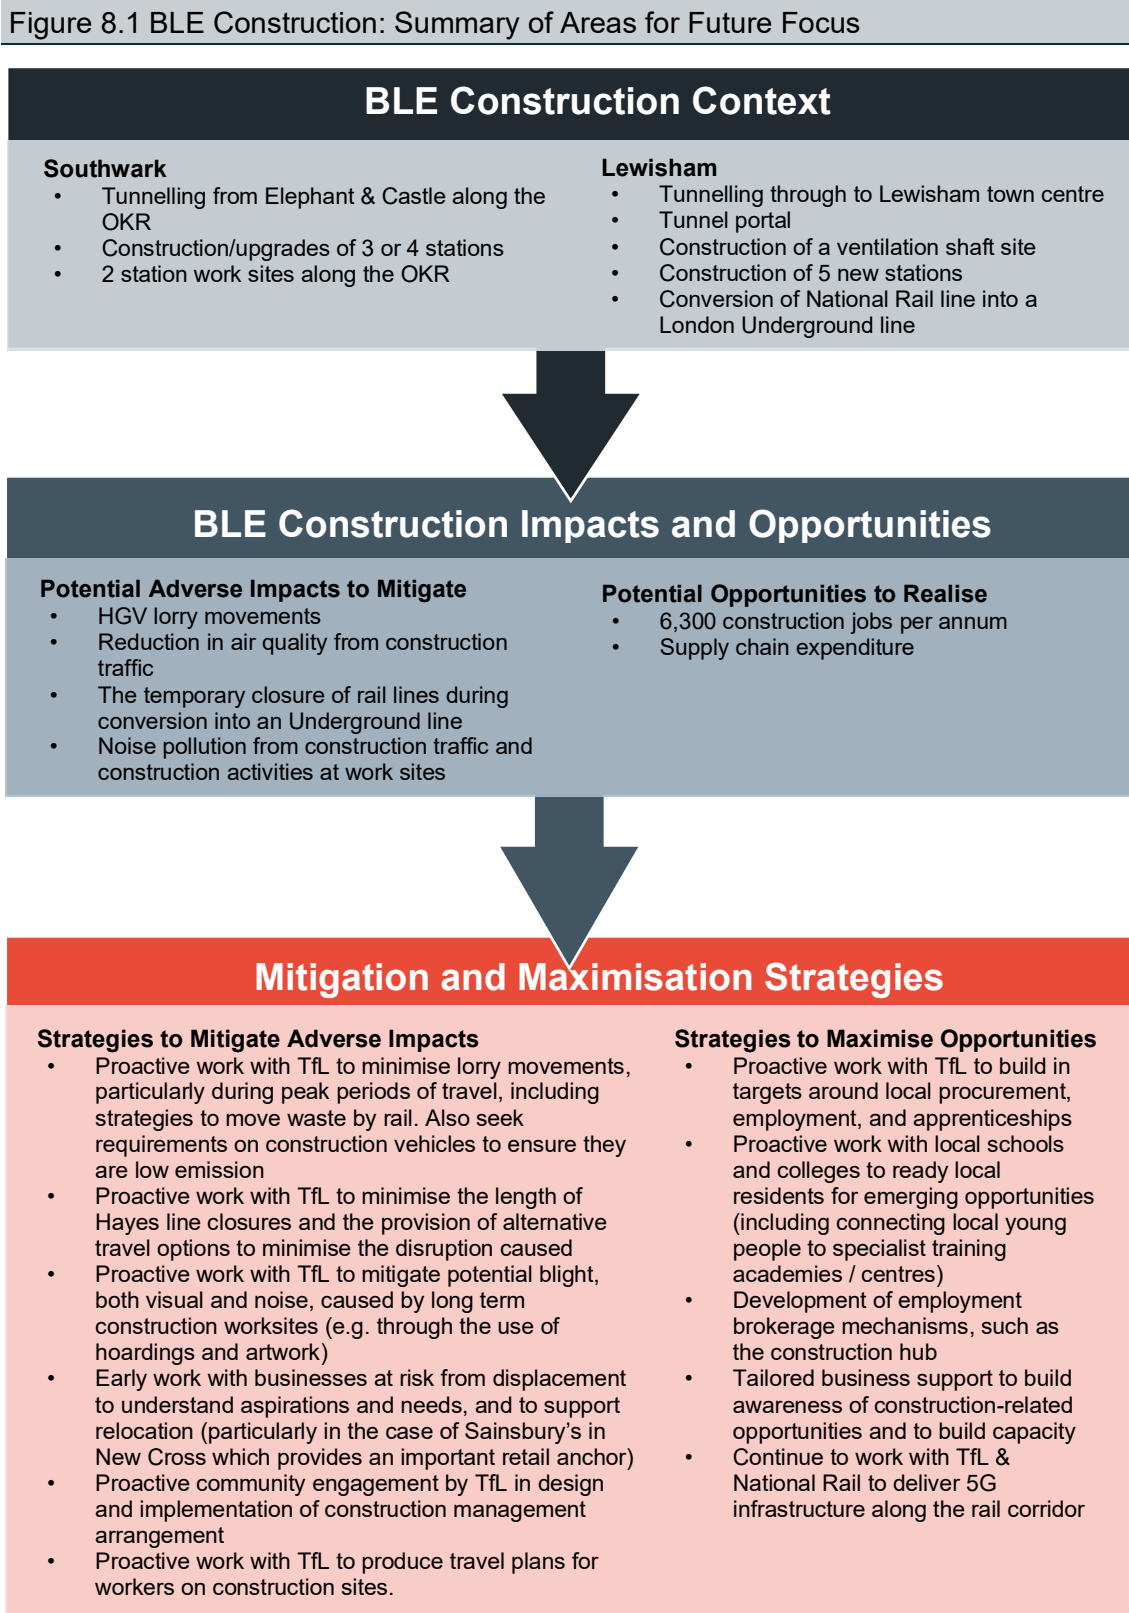 Figure 8.1 BLE Construction: Summary of Areas for Future Focus
BLE Construction Context
Southwark
• Tunnelling from Elephant & Castle along the
OKR
• Construction/upgrades of 3 or 4 stations
• 2 station work sites along the OKR
Lewisham
• Tunnelling through to Lewisham town centre
• Tunnel portal
• Construction of a ventilation shaft site
• Construction of 5 new stations
• Conversion of National Rail line into a
London Underground line
BLE Construction Impacts and Opportunities
Potential Adverse Impacts to Mitigate
• HGV lorry movements
• Reduction in air quality from construction
traffic
• The temporary closure of rail lines during
conversion into an Underground line
• Noise pollution from construction traffic and
construction activities at work sites
Potential Opportunities to Realise
• 6,300 construction jobs per annum
• Supply chain expenditure
Mitigation and Maximisation Strategies
Strategies to Mitigate Adverse Impacts
• Proactive work with TfL to minimise lorry movements,
particularly during peak periods of travel, including
strategies to move waste by rail. Also seek
requirements on construction vehicles to ensure they
are low emission
• Proactive work with TfL to minimise the length of
Hayes line closures and the provision of alternative
travel options to minimise the disruption caused
• Proactive work with TfL to mitigate potential blight,
both visual and noise, caused by long term
construction worksites (e.g. through the use of
hoardings and artwork)
• Early work with businesses at risk from displacement
to understand aspirations and needs, and to support
relocation (particularly in the case of Sainsbury's in
New Cross which provides an important retail anchor)
• Proactive community engagement by TfL in design
and implementation of construction management
arrangement
• Proactive work with TfL to produce travel plans for
workers on construction sites.
Strategies to Maximise Opportunities
• Proactive work with TfL to build in
targets around local procurement,
employment, and apprenticeships
• Proactive work with local schools
and colleges to ready local
residents for emerging opportunities
(including connecting local young
people to specialist training
academies / centres)
• Development of employment
brokerage mechanisms, such as
the construction hub
• Tailored business support to build
awareness of construction-related
opportunities and to build capacity
• Continue to work with TfL &
National Rail to deliver 5G
infrastructure along the rail corridor